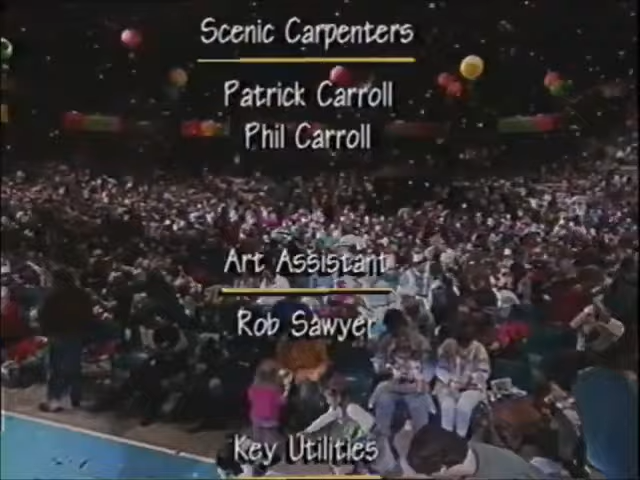 Scenic Carpenters
Patrick Carroll
Phil Carroll
Art Assistant
Rob Sawyer
Key Utilities